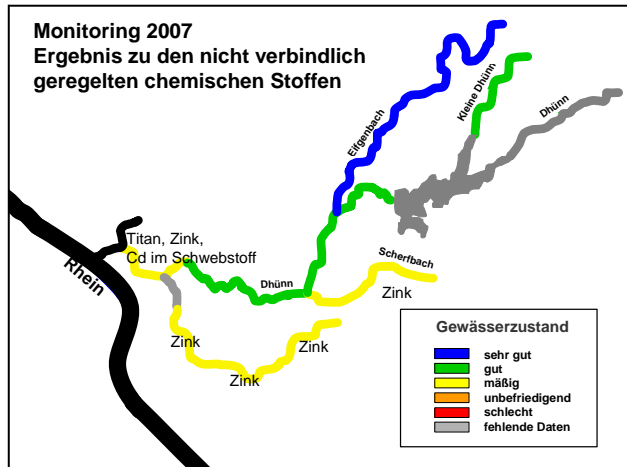 Monitoring 2007
Ergebnis zu den nicht verbindlich
geregelten chemischen Stoffen
Eifgenbach
Kleine Dhünn
Dhünn
Titan, Zink,
Cd im Schwebstoff
Rhein
Dhünn
Scherfbach
Zink
Zink
Zink
Zink
Gewässerzustand
sehr gut
gut
mäßig
unbefriedigend
schlecht
fehlende Daten